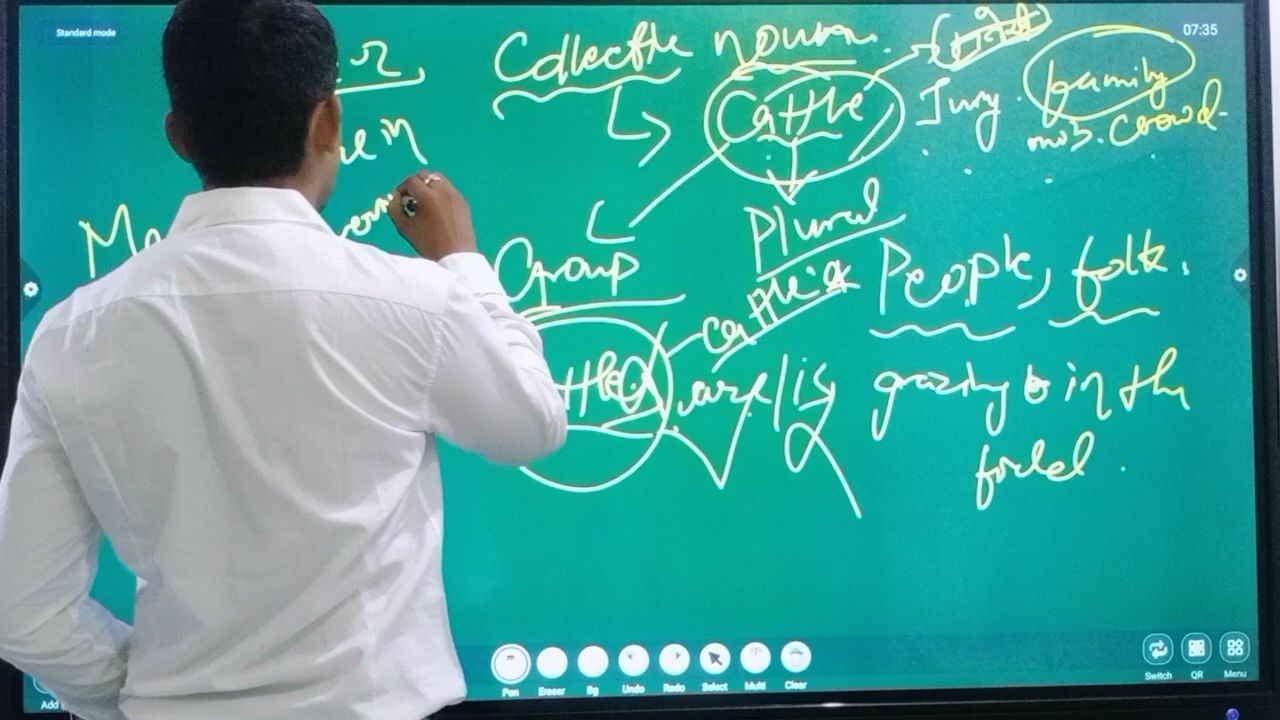 Standard mode
07:35
Collective noun.
Cattle Jury. family
mob. Crowd-
Plural
Group
People, folk.
cattle
are/is grazing in the
field.
Pen Eraser Bg Undo Redo Select Multi Clear
Switch QR Menu
Add